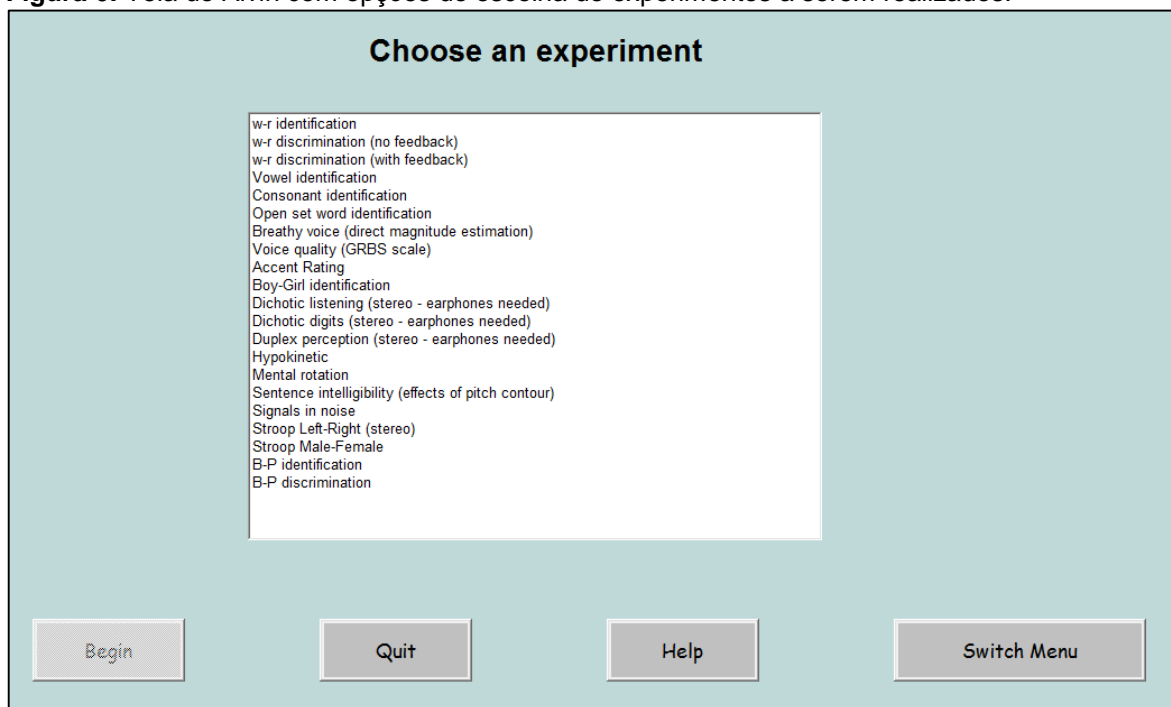 Choose an experiment
w-r identification
w-r discrimination (no feedback)
w-r discrimination (with feedback)
Vowel identification
Consonant identification
Open set word identification
Breathy voice (direct magnitude estimation)
Voice quality (GRBS scale)
Accent Rating
Boy-Girl identification
Dichotic listening (stereo - earphones needed)
Dichotic digits (stereo - earphones needed)
Duplex perception (stereo - earphones needed)
Hypokinetic
Mental rotation
Sentence intelligibility (effects of pitch contour)
Signals in noise
Stroop Left-Right (stereo)
Stroop Male-Female
B-P identification
B-P discrimination
Begin Quit Help Switch Menu